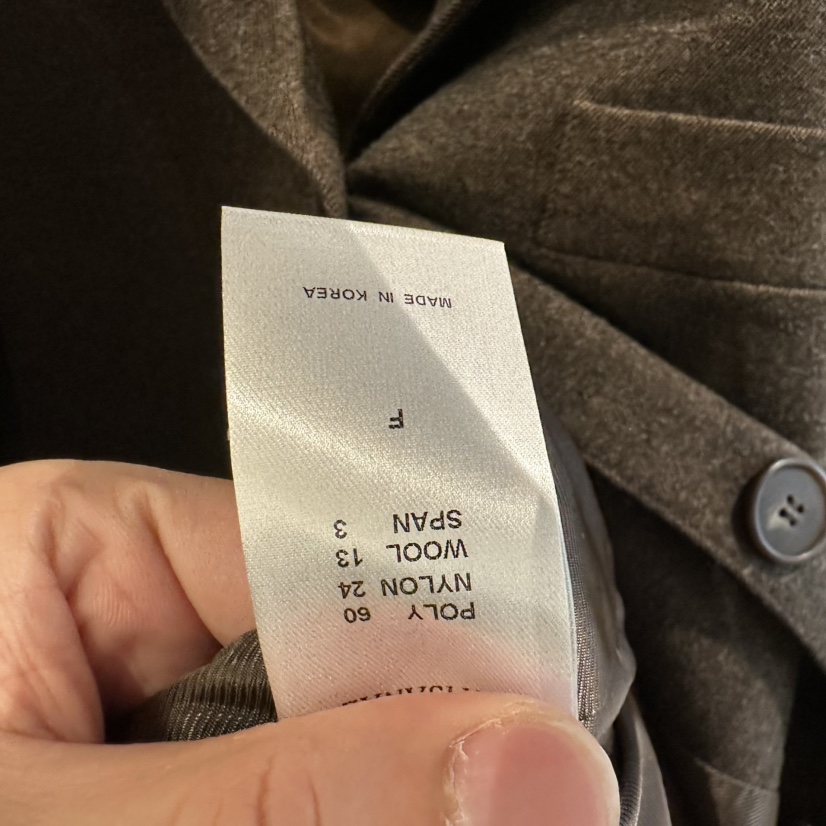 POLY 60
NYLON 24
WOOL 13
SPAN 3
F
MADE IN KOREA